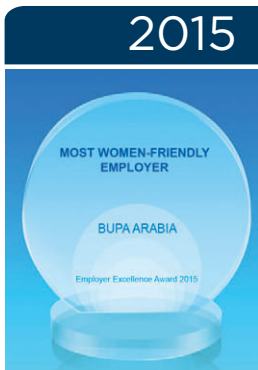 2015
MOST WOMEN-FRIENDLY
EMPLOYER
BUPA ARABIA
Employer Excellence Award 2015